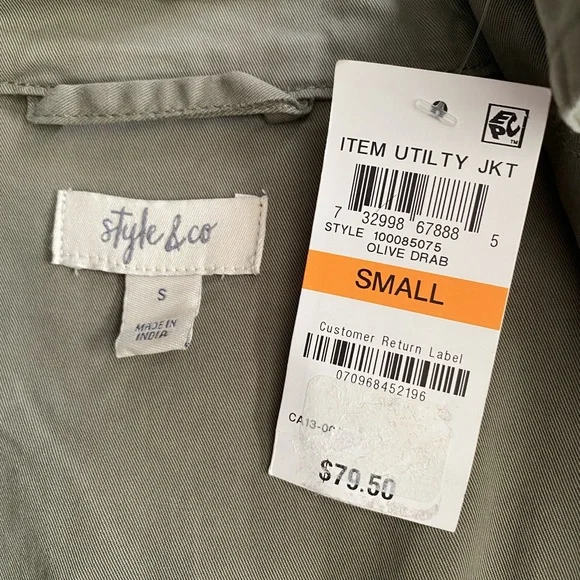 style & co
S
MADE IN
INDIA
EPC
ITEM UTILTY JKT
7 32998 67888 5
STYLE 100085075
OLIVE DRAB
SMALL
Customer Return Label
070968452196
$79.50